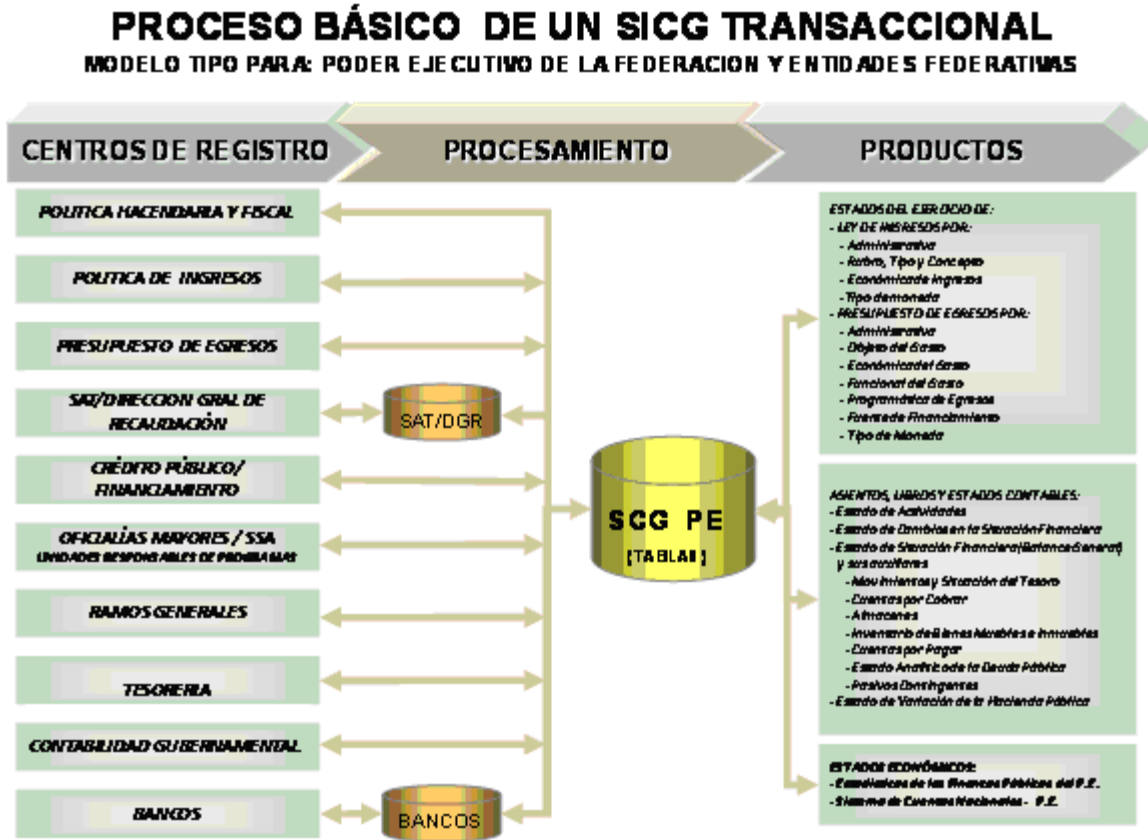 PROCESO BÁSICO DE UN SICG TRANSACCIONAL
MODELO TIPO PARA: PODER EJECUTIVO DE LA FEDERACION Y ENTIDADES FEDERATIVAS
CENTROS DE REGISTRO
PROCESAMIENTO
PRODUCTOS
POLITICA HACENDARIA Y FISCAL
POLITICA DE INGRESOS
PRESUPUESTO DE EGRESOS
SAT/DIRECCION GRAL DE
RECAUDACIÓN
CRÉDITO PÚBLICO/
FINANCIAMIENTO
OFICIALÍAS MAYORES / SSA
UNIDADES RESPONSABLES DE PROGRAMAS
RAMOS GENERALES
TESORERIA
CONTABILIDAD GUBERNAMENTAL
BANCOS
SAT/DGR
BANCOS
SCG PE
(TABLAS)
ESTADOS DEL EJERCICIO DE:
- LEY DE INGRESOS POR:
- Administrativa
- Rubro, Tipo y Concepto
- Económica de Ingresos
- Tipo de moneda
- PRESUPUESTO DE EGRESOS POR:
- Administrativa
- Objeto del Gasto
- Económica del Gasto
- Funcional del Gasto
- Programática de Egresos
- Fuente de Financiamiento
- Tipo de Moneda
ASIENTOS, LIBROS Y ESTADOS CONTABLES:
- Estado de Actividades
- Estado de Cambios en la Situación Financiera
- Estado de Situación Financiera(Balance General)
y sus auxiliares
- Movimientos y Situación del Tesoro
- Cuentas por Cobrar
- Almacenes
- Inventario de Bienes Muebles e Inmuebles
- Cuentas por Pagar
- Estado Analítico de la Deuda Pública
- Pasivos Contingentes
- Estado de Variación de la Hacienda Pública
ESTADOS ECONÓMICOS:
- Estadísticas de las Finanzas Públicas del P.E.
- Sistema de Cuentas Nacionales - P.E.